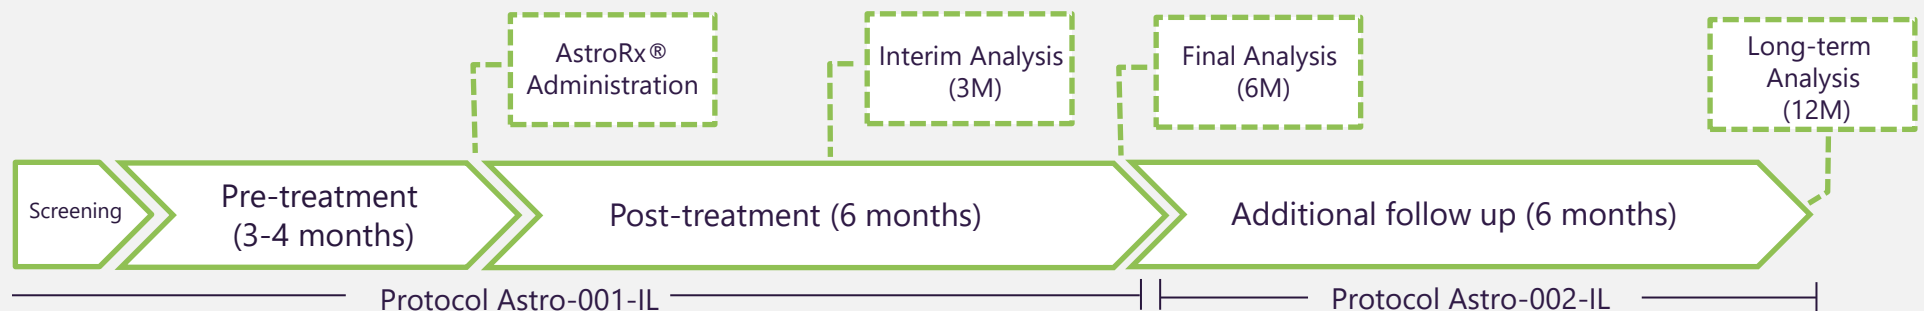 AstroRx®
Administration
Interim Analysis
(3M)
Final Analysis
(6M)
Long-term
Analysis
(12M)
Screening
Pre-treatment
(3-4 months)
Post-treatment (6 months)
Additional follow up (6 months)
Protocol Astro-001-IL
Protocol Astro-002-IL